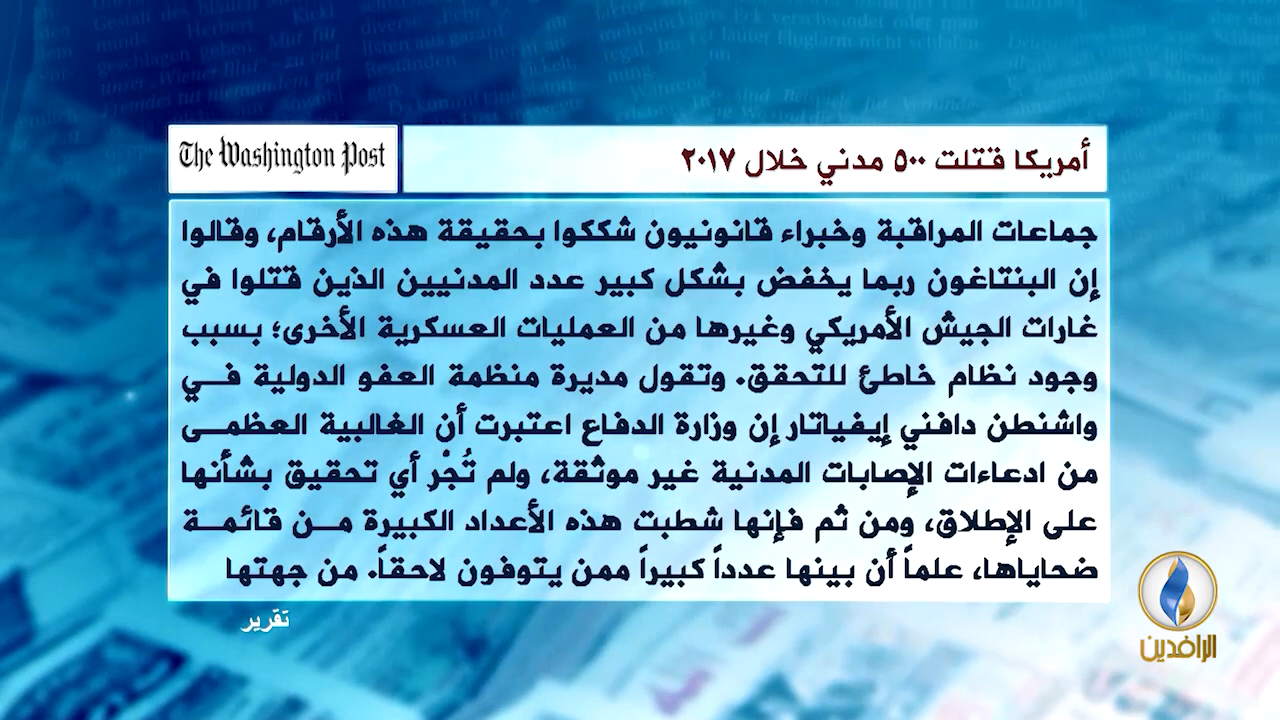 The Washington Post
أمريكا قتلت ٥٠٠ مدني خلال ٢٠١٧
جماعات المراقبة وخبراء قانونيون شككوا بحقيقة هذه الأرقام، وقالوا
إن البنتاغون ربما يخفض بشكل كبير عدد المدنيين الذين قتلوا في
غارات الجيش الأمريكي وغيرها من العمليات العسكرية الأخرى؛ بسبب
وجود نظام خاطئ للتحقق. وتقول مديرة منظمة العفو الدولية فــي
واشنطن دافني إيفياتار إن وزارة الدفاع اعتبرت أن الغالبية العظمــى
من ادعاءات الإصابات المدنية غير موثقة، ولم تُجْرِ أي تحقيق بشأنها
على الإطلاق، ومن ثم فإنها شطبت هذه الأعداد الكبيرة مــن قائمــة
ضحاياها، علماً أن بينها عدداً كبيراً ممن يتوفون لاحقاً. من جهتها
تقرير
الرافدين